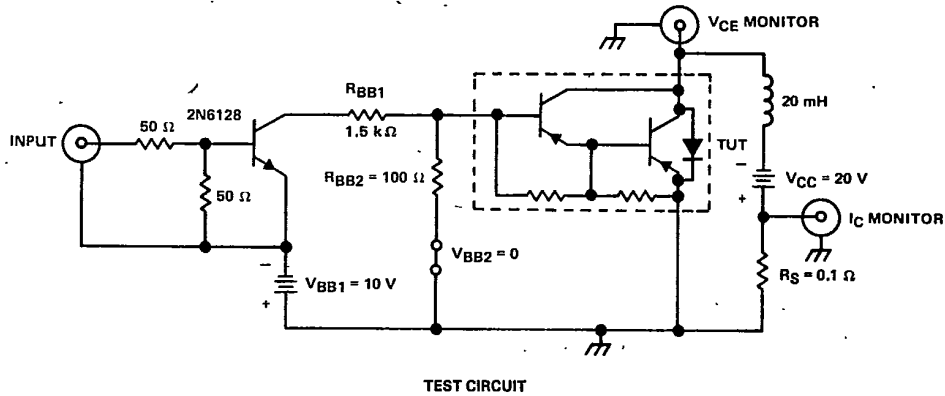 V_CE MONITOR
R_BB1
2N6128
20 mH
INPUT
50 Ω
1.5 kΩ
TUT
R_BB2 = 100 Ω
V_CC = 20 V
50 Ω
I_C MONITOR
V_BB2 = 0
V_BB1 = 10 V
R_S = 0.1 Ω
TEST CIRCUIT